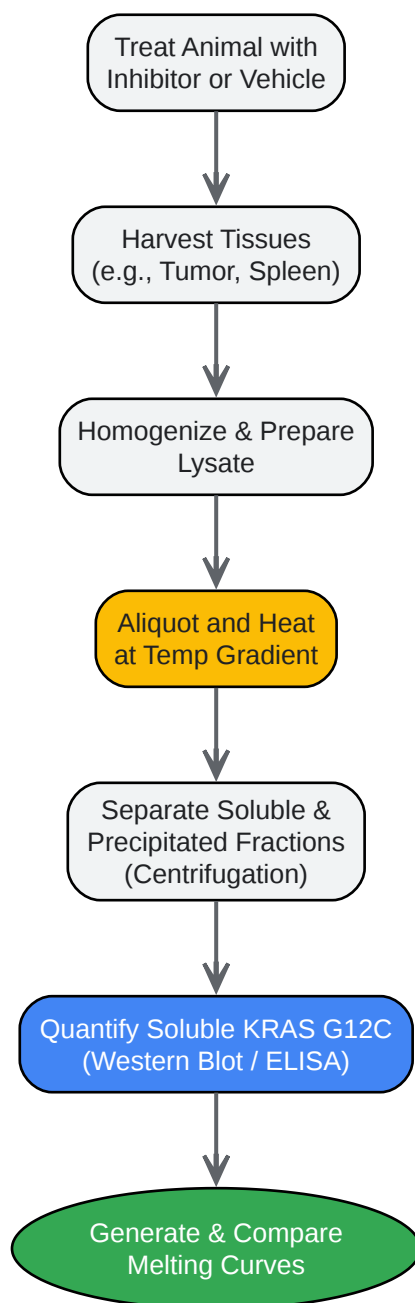 Treat Animal with
Inhibitor or Vehicle
Harvest Tissues
(e.g., Tumor, Spleen)
Homogenize & Prepare
Lysate
Aliquot and Heat
at Temp Gradient
Separate Soluble &
Precipitated Fractions
(Centrifugation)
Quantify Soluble KRAS G12C
(Western Blot / ELISA)
Generate & Compare
Melting Curves